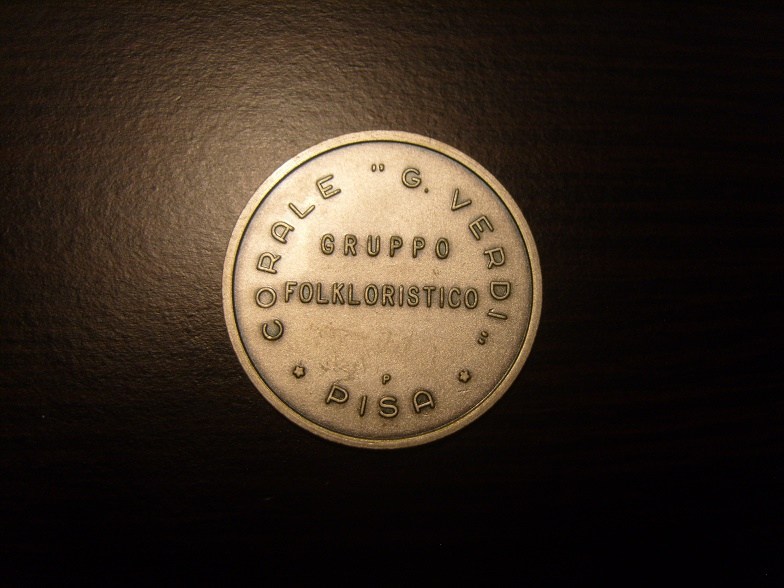 CORALE "G. VERDI"
GRUPPO
FOLKLORISTICO
P
PISA